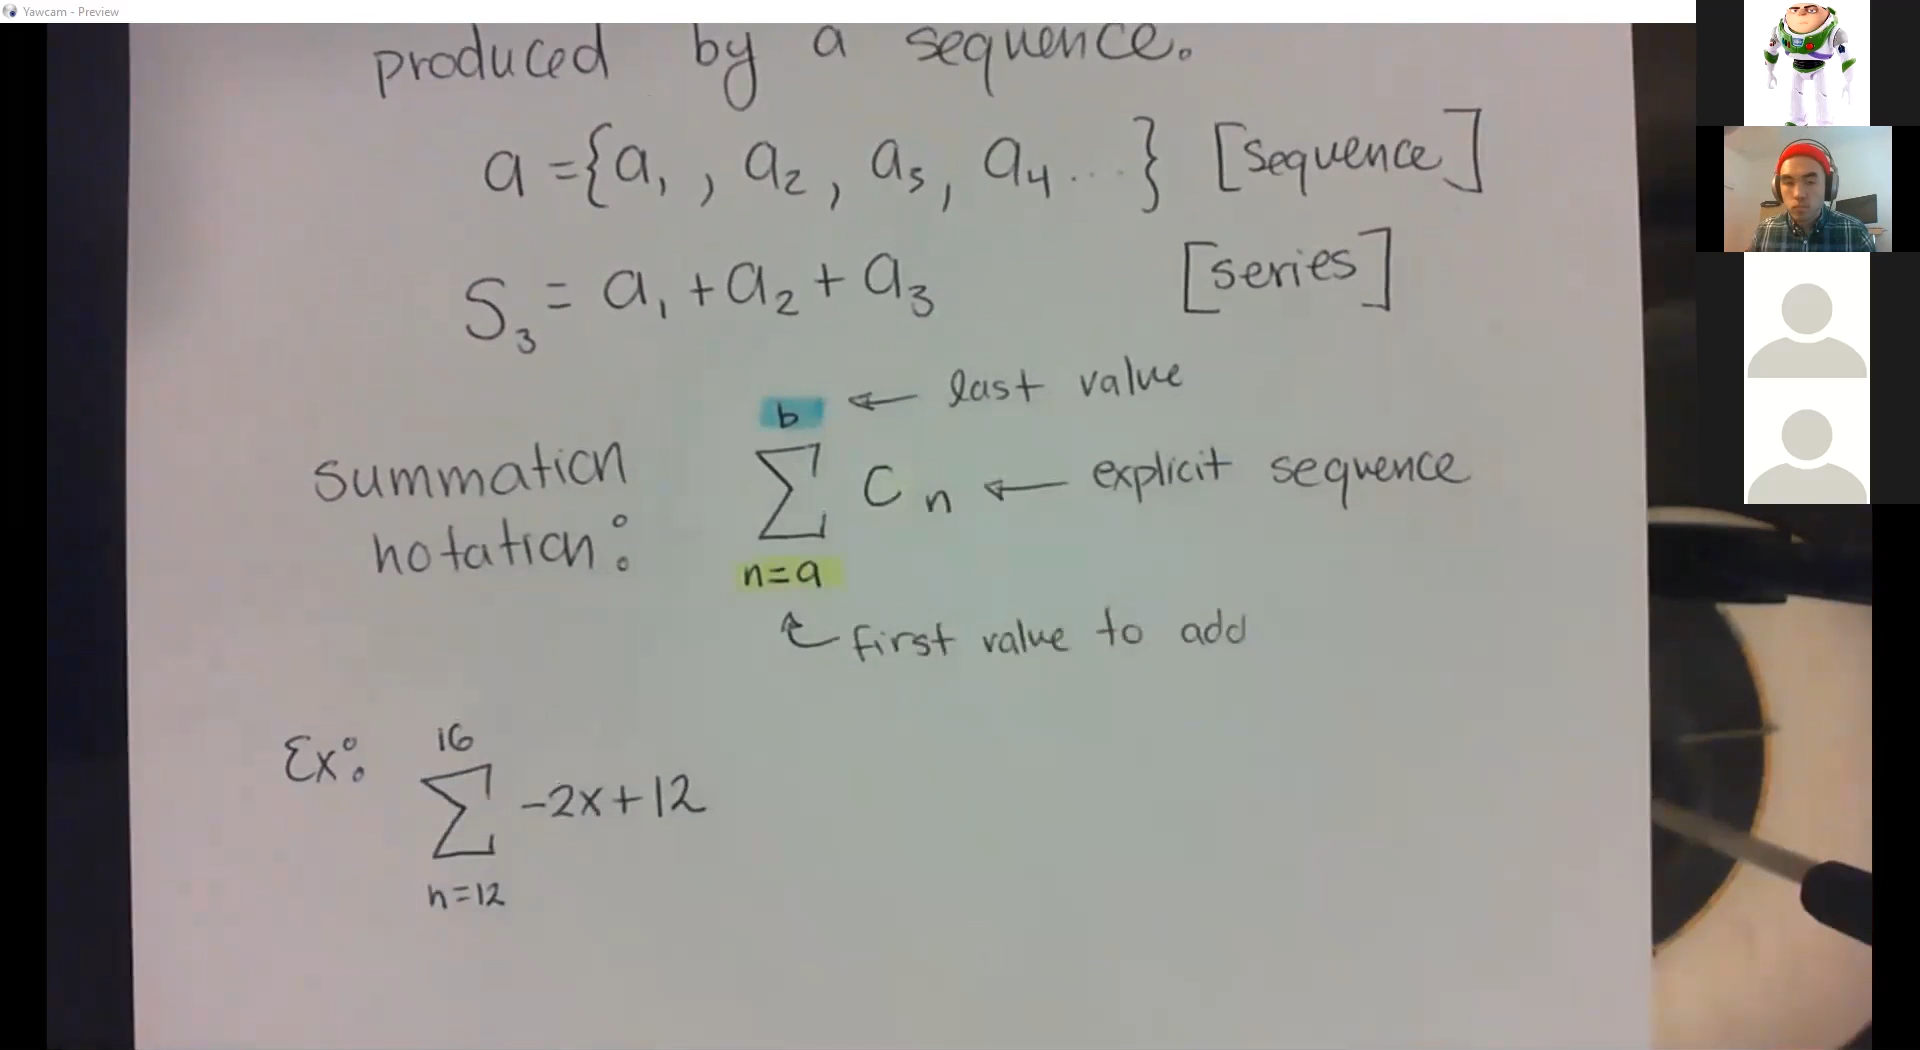 Yawcam - Preview
produced by a sequence.
a = {a₁, a₂, a₃, a₄...} [sequence]
S₃ = a₁ + a₂ + a₃ [series]
b ← last value
summation notation: Σ Cₙ ← explicit sequence
n=a
first value to add
16
Ex: Σ -2x+12
n=12